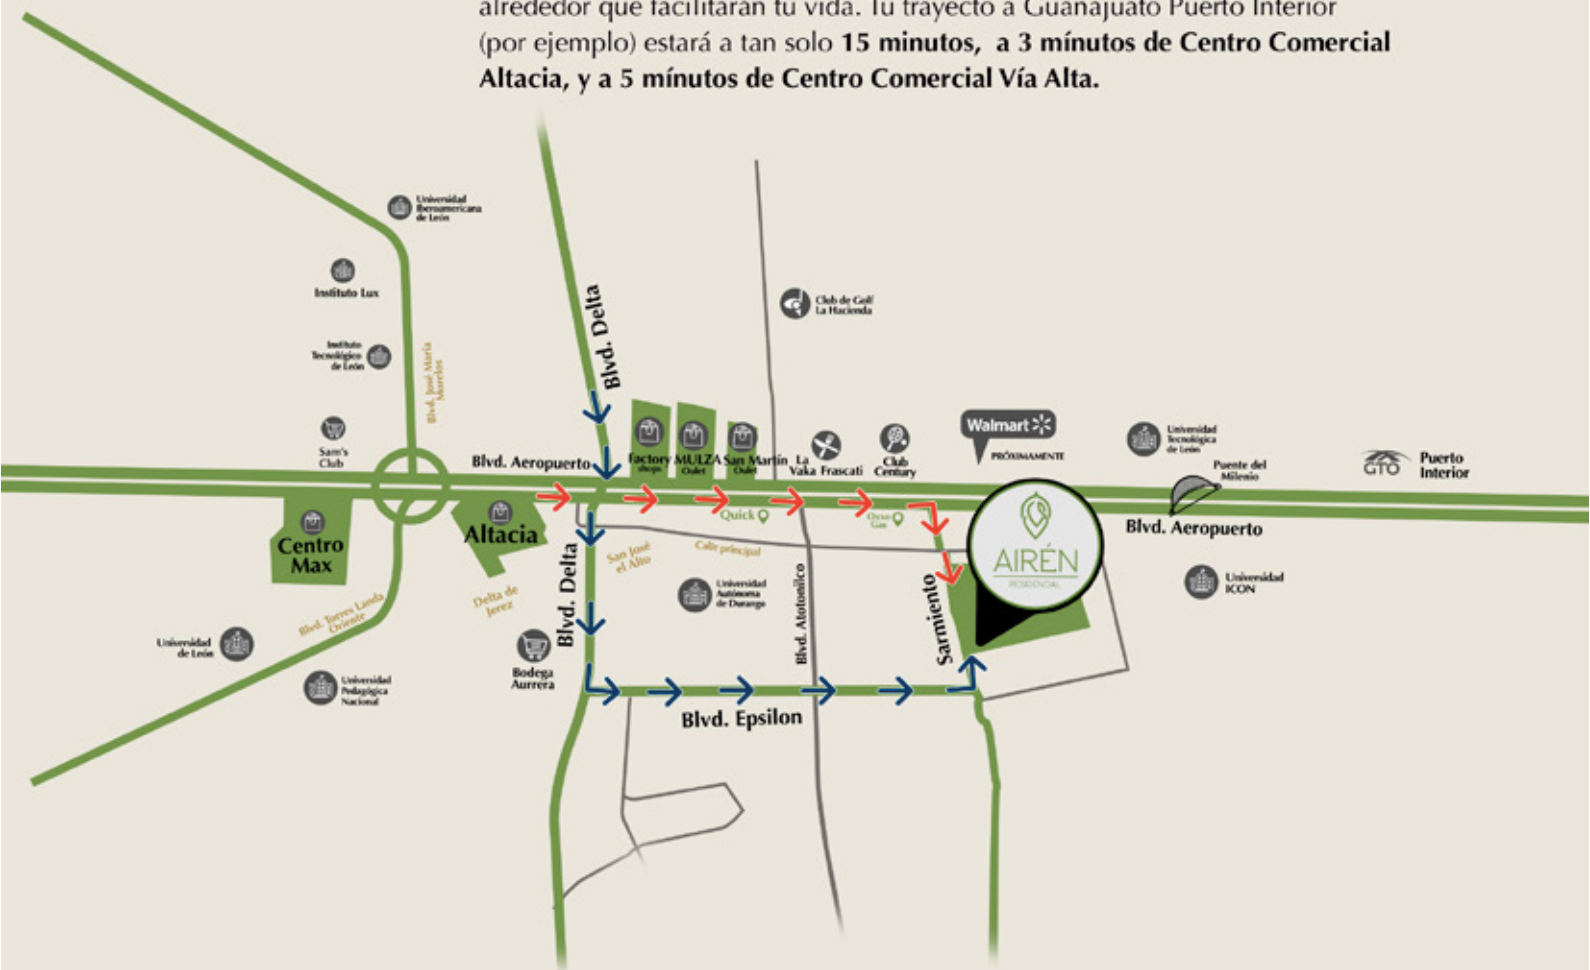 alrededor que facilitarán tu vida. Tu trayecto a Guanajuato Puerto Interior
(por ejemplo) estará a tan solo 15 minutos, a 3 mínutos de Centro Comercial
Altacia, y a 5 mínutos de Centro Comercial Vía Alta.
Universidad
Iberoamericana
de León
Instituto Lux
Instituto
Tecnológico
de León
Blvd. José María
Morelos
Sam's
Club
Blvd. Delta
Club de Golf
La Hacienda
Blvd. Aeropuerto
Factory
shops
MULZA
Oulet
San Martín
Oulet
La
Vaka Frascati
Club
Century
Walmart
PRÓXIMAMENTE
Universidad
Tecnológica
de León
Puente del
Milenio
GTO
Puerto
Interior
Centro
Max
Altacia
Quick
Oxxo
Gas
Blvd. Aeropuerto
AIRÉN
RESIDENCIAL
San José
el Alto
Calle principal
Delta de
Jerez
Blvd. Delta
Universidad
Autónoma
de Durango
Blvd. Atotonilco
Sarmiento
Universidad
ICON
Blvd. Torres Landa
Oriente
Universidad
de León
Universidad
Pedagógica
Nacional
Bodega
Aurrera
Blvd. Epsilon